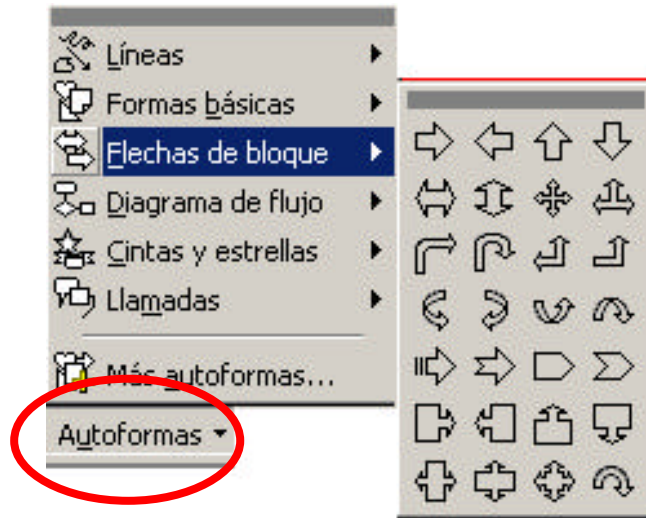 Líneas
Formas básicas
Flechas de bloque
Diagrama de flujo
Cintas y estrellas
Llamadas
Más autoformas...
Autoformas